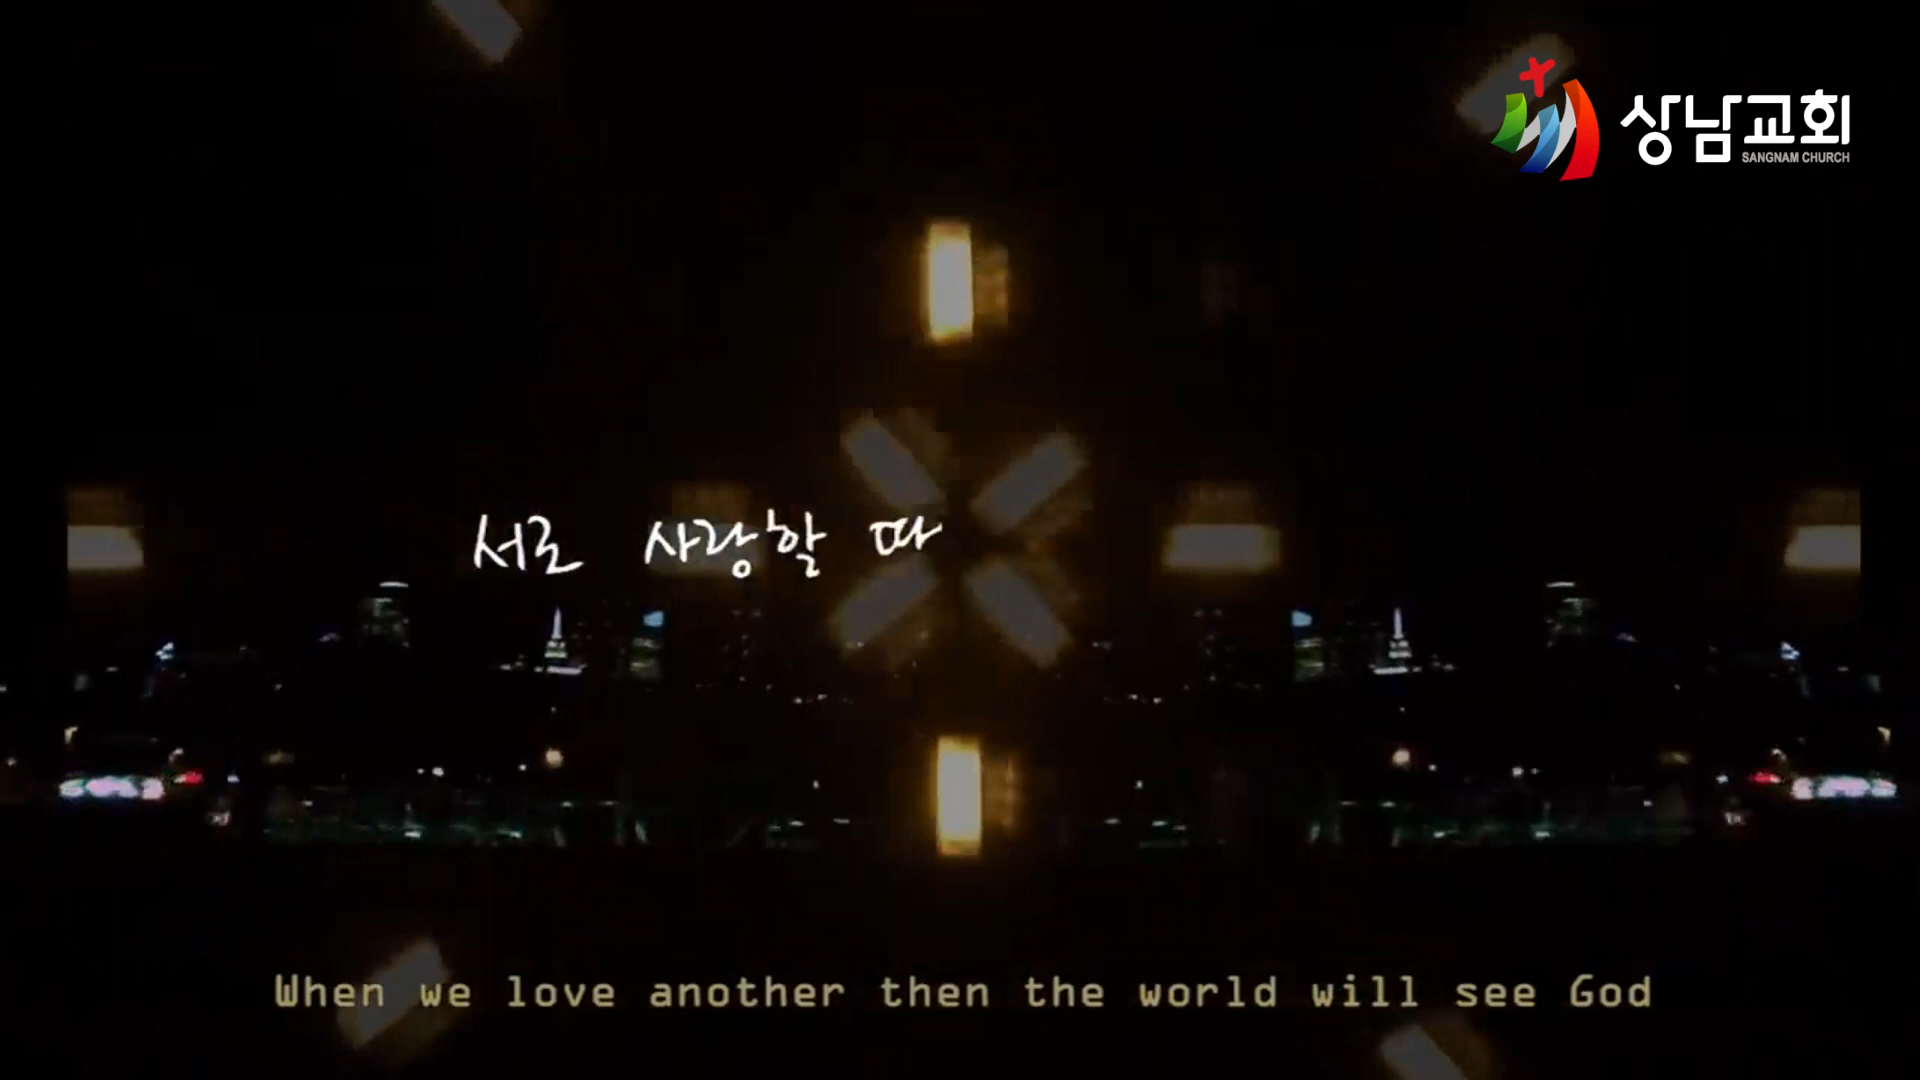 상남교회
SANGNAM CHURCH
서로 사랑할 따
When we love another then the world will see God